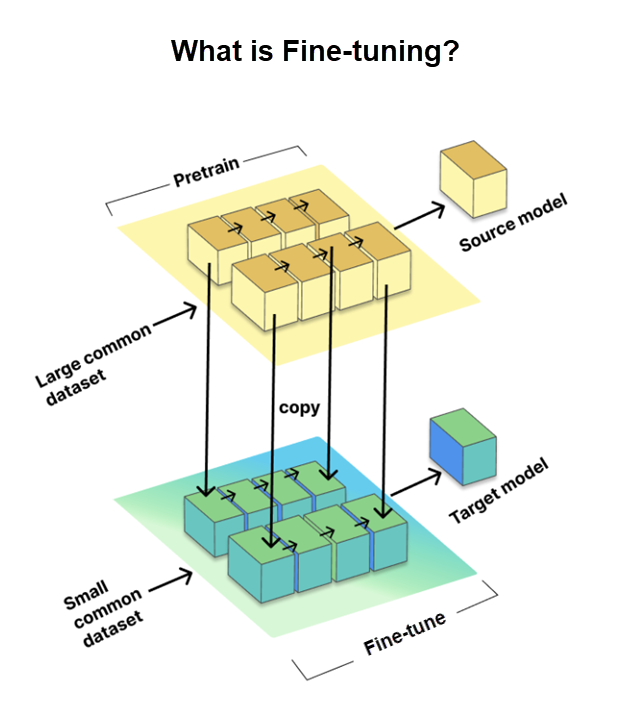 What is Fine-tuning?
Pretrain
Source model
Large common
dataset
copy
Target model
Small
common
dataset
Fine-tune